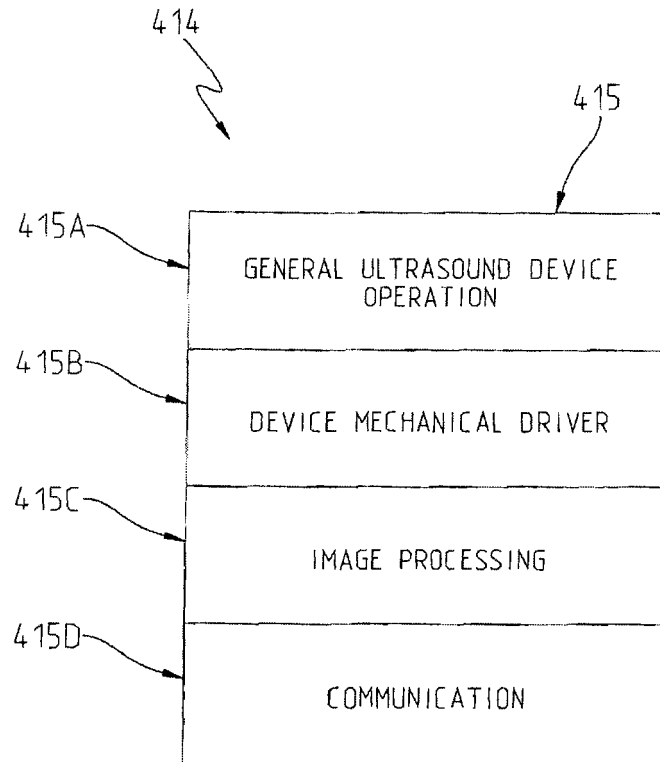 414
415
415A
GENERAL ULTRASOUND DEVICE
OPERATION
415B
DEVICE MECHANICAL DRIVER
415C
IMAGE PROCESSING
415D
COMMUNICATION